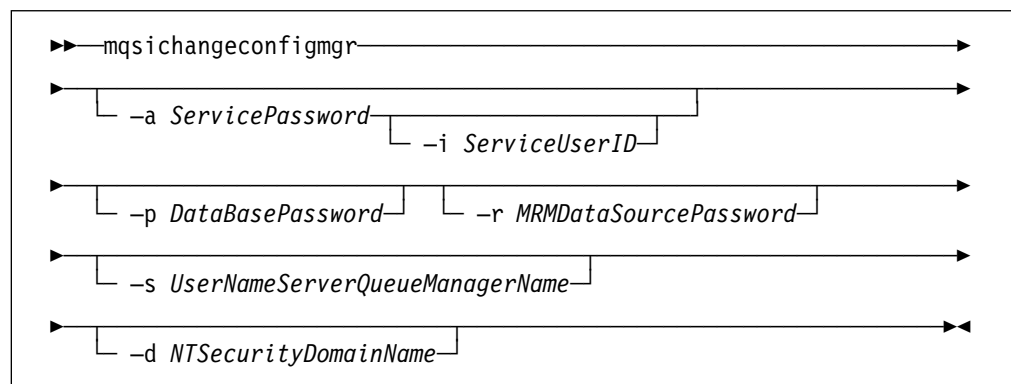 mqsichangeconfigmgr
–a ServicePassword
–i ServiceUserID
–p DataBasePassword –r MRMDataSourcePassword
–s UserNameServerQueueManagerName
–d NTSecurityDomainName